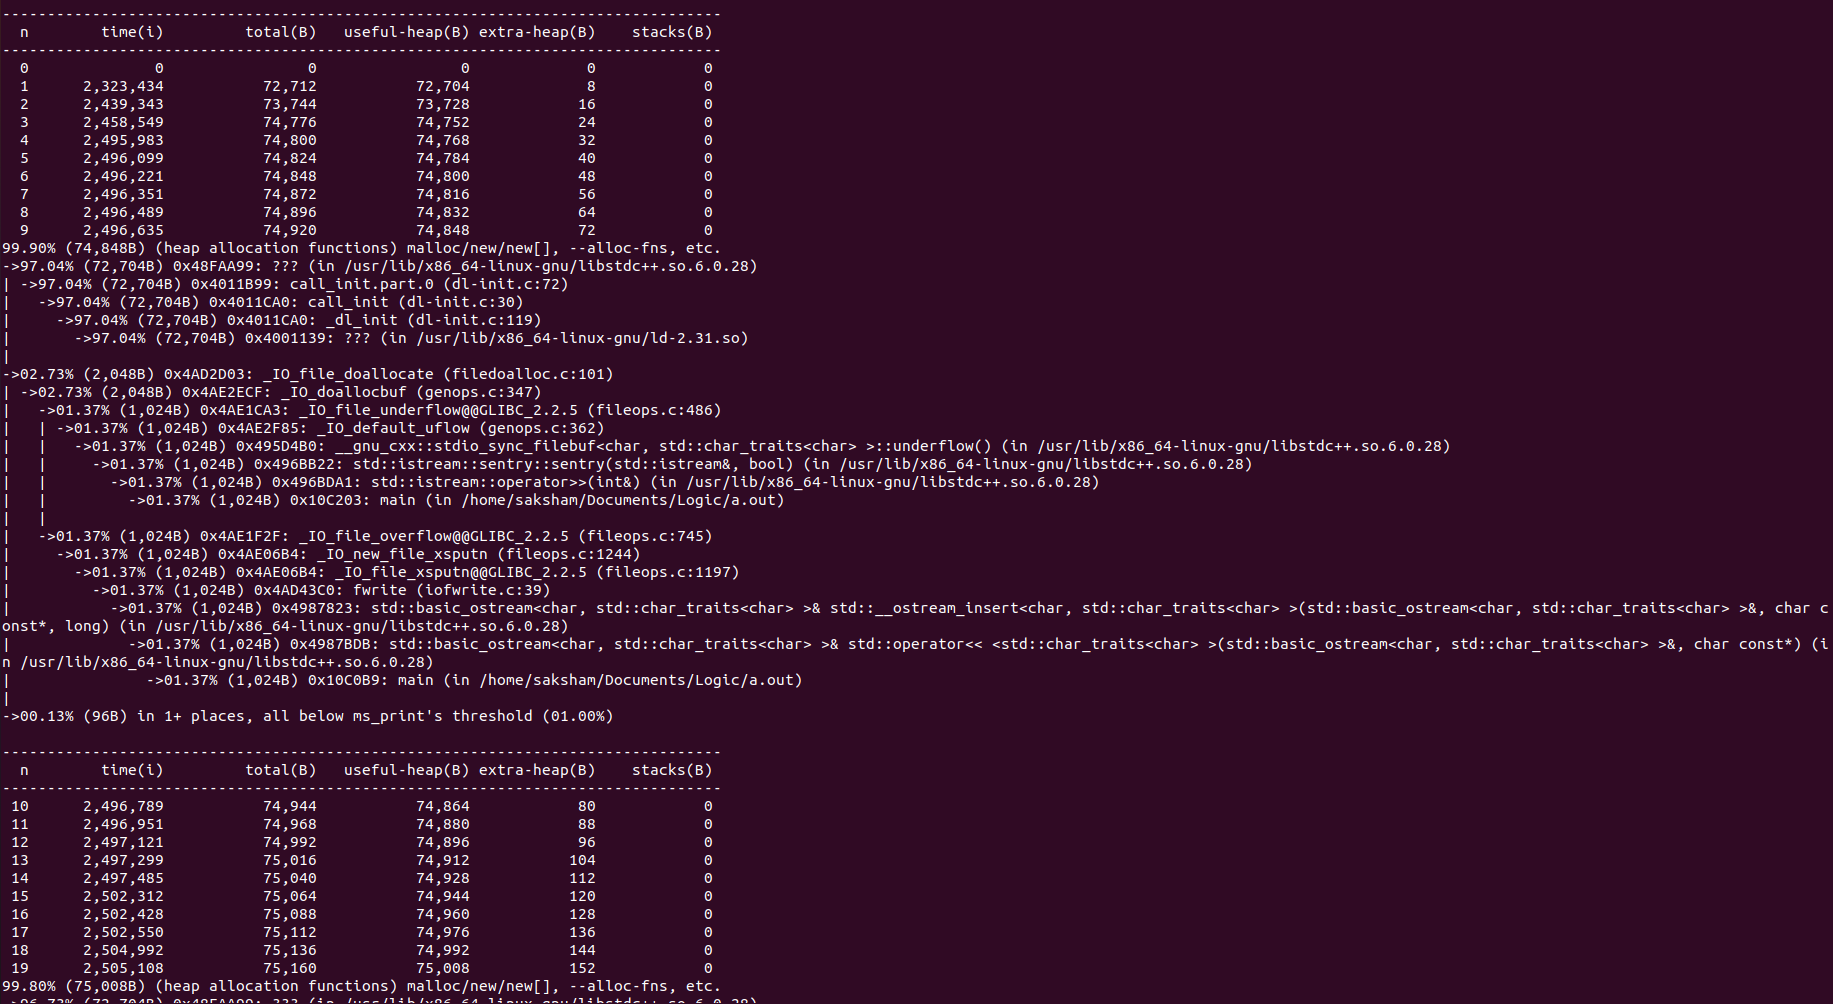 --------------------------------------------------------------------------------
  n        time(i)         total(B)   useful-heap(B) extra-heap(B)    stacks(B)
--------------------------------------------------------------------------------
  0              0                0                0             0            0
  1      2,323,434           72,712           72,704             8            0
  2      2,439,343           73,744           73,728            16            0
  3      2,458,549           74,776           74,752            24            0
  4      2,495,983           74,800           74,768            32            0
  5      2,496,099           74,824           74,784            40            0
  6      2,496,221           74,848           74,800            48            0
  7      2,496,351           74,872           74,816            56            0
  8      2,496,489           74,896           74,832            64            0
  9      2,496,635           74,920           74,848            72            0
99.90% (74,848B) (heap allocation functions) malloc/new/new[], --alloc-fns, etc.
->97.04% (72,704B) 0x48FAA99: ??? (in /usr/lib/x86_64-linux-gnu/libstdc++.so.6.0.28)
| ->97.04% (72,704B) 0x4011B99: call_init.part.0 (dl-init.c:72)
|   ->97.04% (72,704B) 0x4011CA0: call_init (dl-init.c:30)
|     ->97.04% (72,704B) 0x4011CA0: _dl_init (dl-init.c:119)
|       ->97.04% (72,704B) 0x4001139: ??? (in /usr/lib/x86_64-linux-gnu/ld-2.31.so)
|
->02.73% (2,048B) 0x4AD2D03: _IO_file_doallocate (filedoalloc.c:101)
| ->02.73% (2,048B) 0x4AE2ECF: _IO_doallocbuf (genops.c:347)
|   ->01.37% (1,024B) 0x4AE1CA3: _IO_file_underflow@@GLIBC_2.2.5 (fileops.c:486)
|   | ->01.37% (1,024B) 0x4AE2F85: _IO_default_uflow (genops.c:362)
|   |   ->01.37% (1,024B) 0x495D4B0: __gnu_cxx::stdio_sync_filebuf<char, std::char_traits<char> >::underflow() (in /usr/lib/x86_64-linux-gnu/libstdc++.so.6.0.28)
|   |     ->01.37% (1,024B) 0x496BB22: std::istream::sentry::sentry(std::istream&, bool) (in /usr/lib/x86_64-linux-gnu/libstdc++.so.6.0.28)
|   |       ->01.37% (1,024B) 0x496BDA1: std::istream::operator>>(int&) (in /usr/lib/x86_64-linux-gnu/libstdc++.so.6.0.28)
|   |         ->01.37% (1,024B) 0x10C203: main (in /home/saksham/Documents/Logic/a.out)
|   |
|   ->01.37% (1,024B) 0x4AE1F2F: _IO_file_overflow@@GLIBC_2.2.5 (fileops.c:745)
|     ->01.37% (1,024B) 0x4AE06B4: _IO_new_file_xsputn (fileops.c:1244)
|       ->01.37% (1,024B) 0x4AE06B4: _IO_file_xsputn@@GLIBC_2.2.5 (fileops.c:1197)
|         ->01.37% (1,024B) 0x4AD43C0: fwrite (iofwrite.c:39)
|           ->01.37% (1,024B) 0x4987823: std::basic_ostream<char, std::char_traits<char> >& std::__ostream_insert<char, std::char_traits<char> >(std::basic_ostream<char, std::char_traits<char> >&, char c
onst*, long) (in /usr/lib/x86_64-linux-gnu/libstdc++.so.6.0.28)
|             ->01.37% (1,024B) 0x4987BDB: std::basic_ostream<char, std::char_traits<char> >& std::operator<< <std::char_traits<char> >(std::basic_ostream<char, std::char_traits<char> >&, char const*) (i
n /usr/lib/x86_64-linux-gnu/libstdc++.so.6.0.28)
|               ->01.37% (1,024B) 0x10C0B9: main (in /home/saksham/Documents/Logic/a.out)
|
->00.13% (96B) in 1+ places, all below ms_print's threshold (01.00%)

--------------------------------------------------------------------------------
  n        time(i)         total(B)   useful-heap(B) extra-heap(B)    stacks(B)
--------------------------------------------------------------------------------
 10      2,496,789           74,944           74,864            80            0
 11      2,496,951           74,968           74,880            88            0
 12      2,497,121           74,992           74,896            96            0
 13      2,497,299           75,016           74,912           104            0
 14      2,497,485           75,040           74,928           112            0
 15      2,502,312           75,064           74,944           120            0
 16      2,502,428           75,088           74,960           128            0
 17      2,502,550           75,112           74,976           136            0
 18      2,504,992           75,136           74,992           144            0
 19      2,505,108           75,160           75,008           152            0
99.80% (75,008B) (heap allocation functions) malloc/new/new[], --alloc-fns, etc.
->96.73% (72,704B) 0x48FAA99: ??? (in /usr/lib/x86_64-linux-gnu/libstdc++.so.6.0.28)